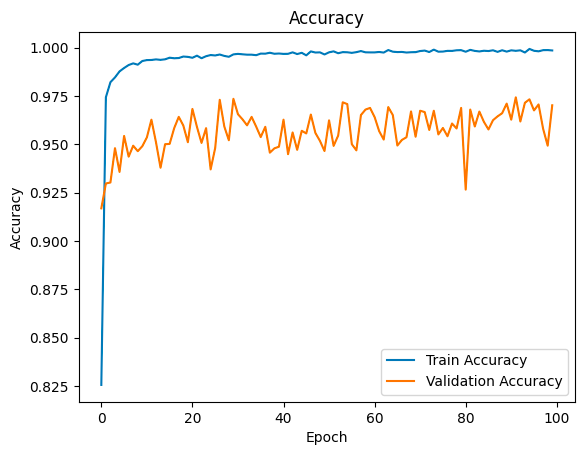 Accuracy
1.000
0.975
0.950
0.925
0.900
0.875
0.850
0.825
Accuracy
Train Accuracy
Validation Accuracy
0 20 40 60 80 100
Epoch